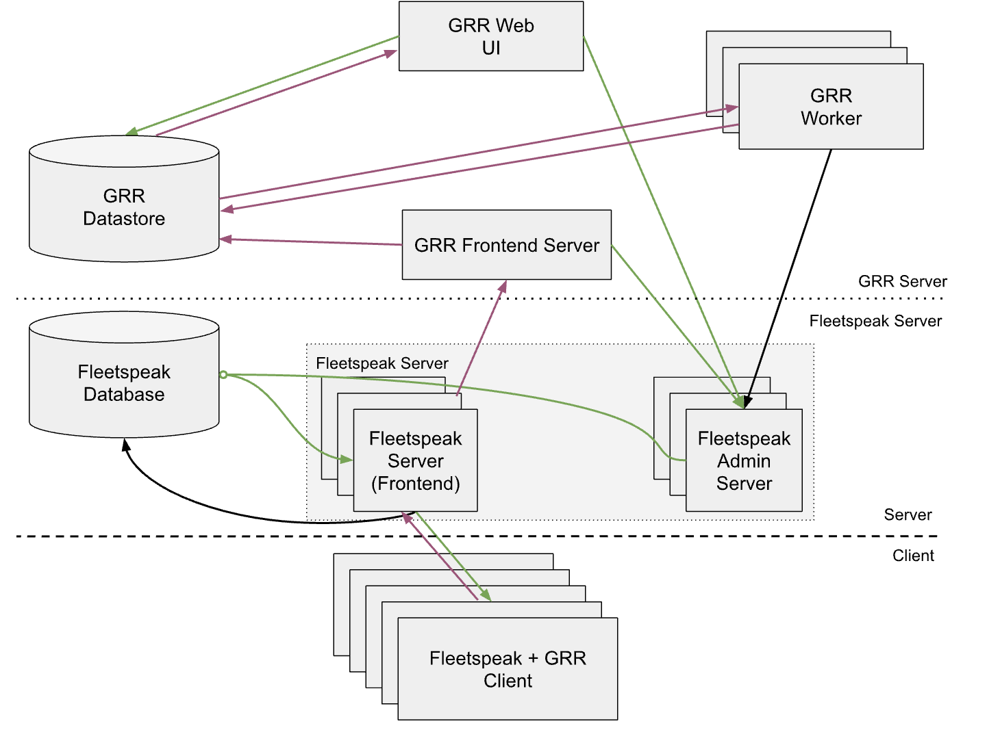 GRR Web
UI
GRR
Worker
GRR
Datastore
GRR Frontend Server
GRR Server
Fleetspeak Server
Fleetspeak Server
Fleetspeak
Database
Fleetspeak
Server
(Frontend)
Fleetspeak
Admin
Server
Server
Client
Fleetspeak + GRR
Client